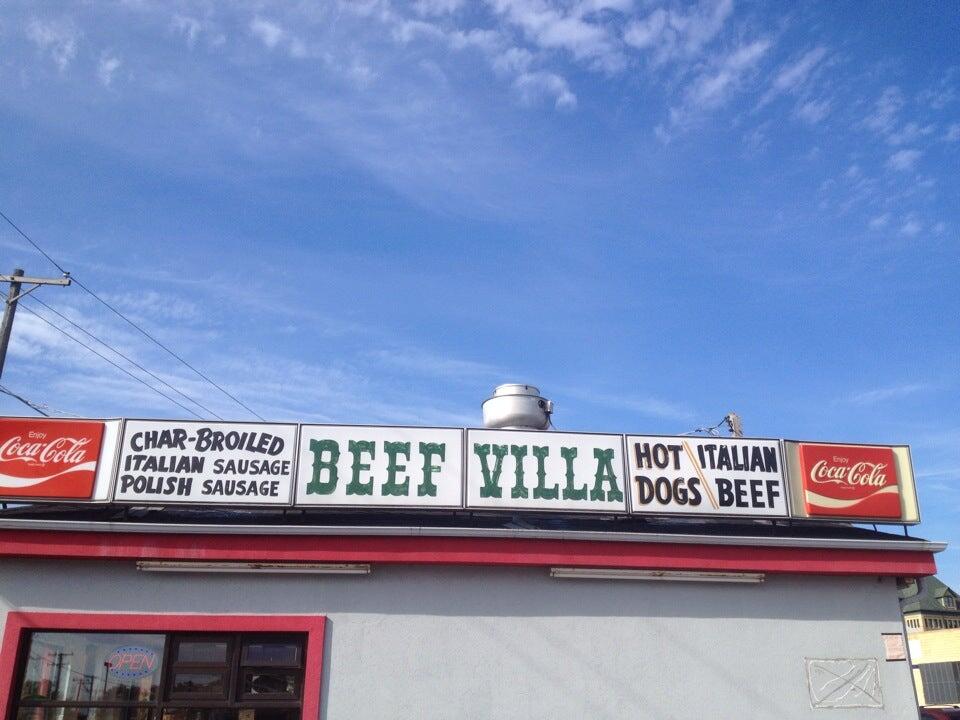 Enjoy
Coca-Cola
CHAR-BROILED
ITALIAN SAUSAGE
POLISH SAUSAGE
BEEF VILLA
HOT DOGS
ITALIAN BEEF
Enjoy
Coca-Cola
OPEN